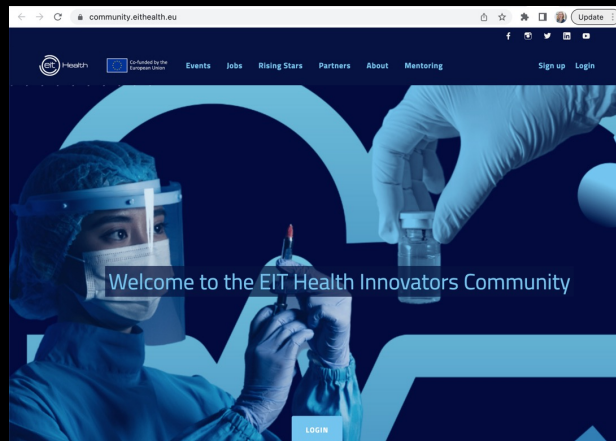 community.eithealth.eu
Update
eit Health
Co-funded by the
European Union
Events Jobs Rising Stars Partners About Mentoring
Sign up Login
Welcome to the EIT Health Innovators Community
LOGIN